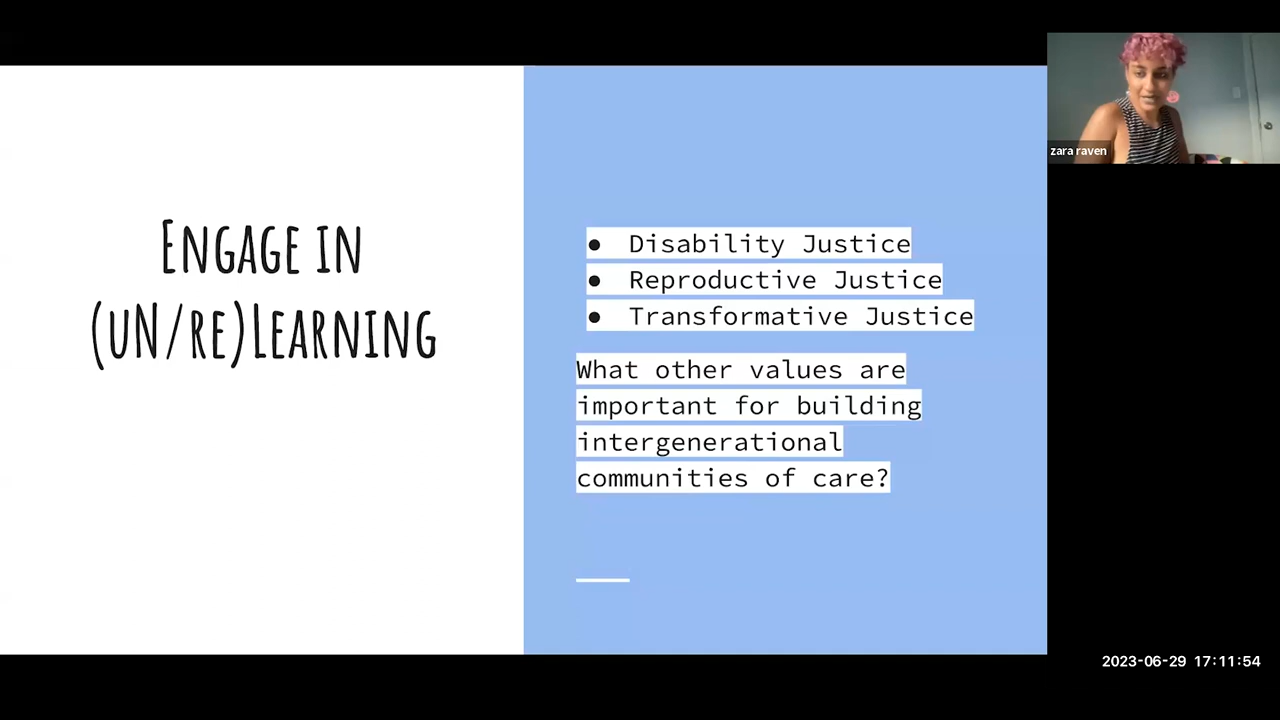 ENGAGE IN
(UN/RE)LEARNING
● Disability Justice
● Reproductive Justice
● Transformative Justice
What other values are
important for building
intergenerational
communities of care?
zara raven
2023-06-29 17:11:54